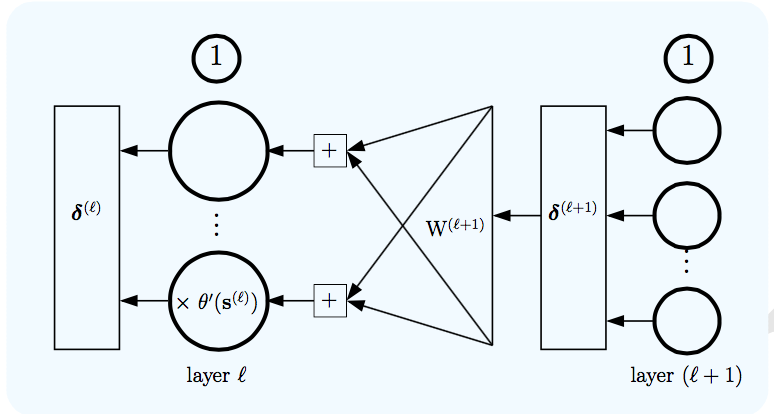 1
1
+
δ^(ℓ)
W^(ℓ+1)
δ^(ℓ+1)
⋮
⋮
+
× θ′(s^(ℓ))
layer ℓ
layer (ℓ + 1)